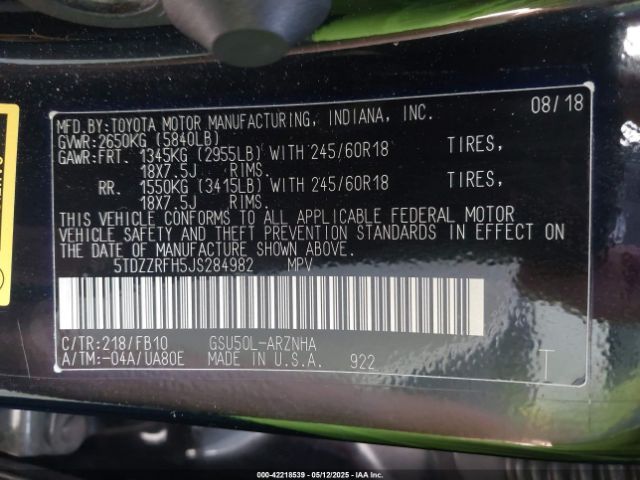 MFD.BY:TOYOTA MOTOR MANUFACTURING, INDIANA, INC. 08/18
GVWR:2650KG (5840LB)
GAWR:FRT. 1345KG (2955LB) WITH 245/60R18 TIRES,
18X7.5J RIMS.
RR. 1550KG (3415LB) WITH 245/60R18 TIRES,
18X7.5J RIMS.
THIS VEHICLE CONFORMS TO ALL APPLICABLE FEDERAL MOTOR
VEHICLE SAFETY AND THEFT PREVENTION STANDARDS IN EFFECT ON
THE DATE OF MANUFACTURE SHOWN ABOVE.
5TDZZRFH5JS284982 MPV
C/TR:218/FB10 GSU50L-ARZNHA
A/TM:-04A/UA80E MADE IN U.S.A. 922 T
000-42218539 - 05/12/2025 - IAAI.com